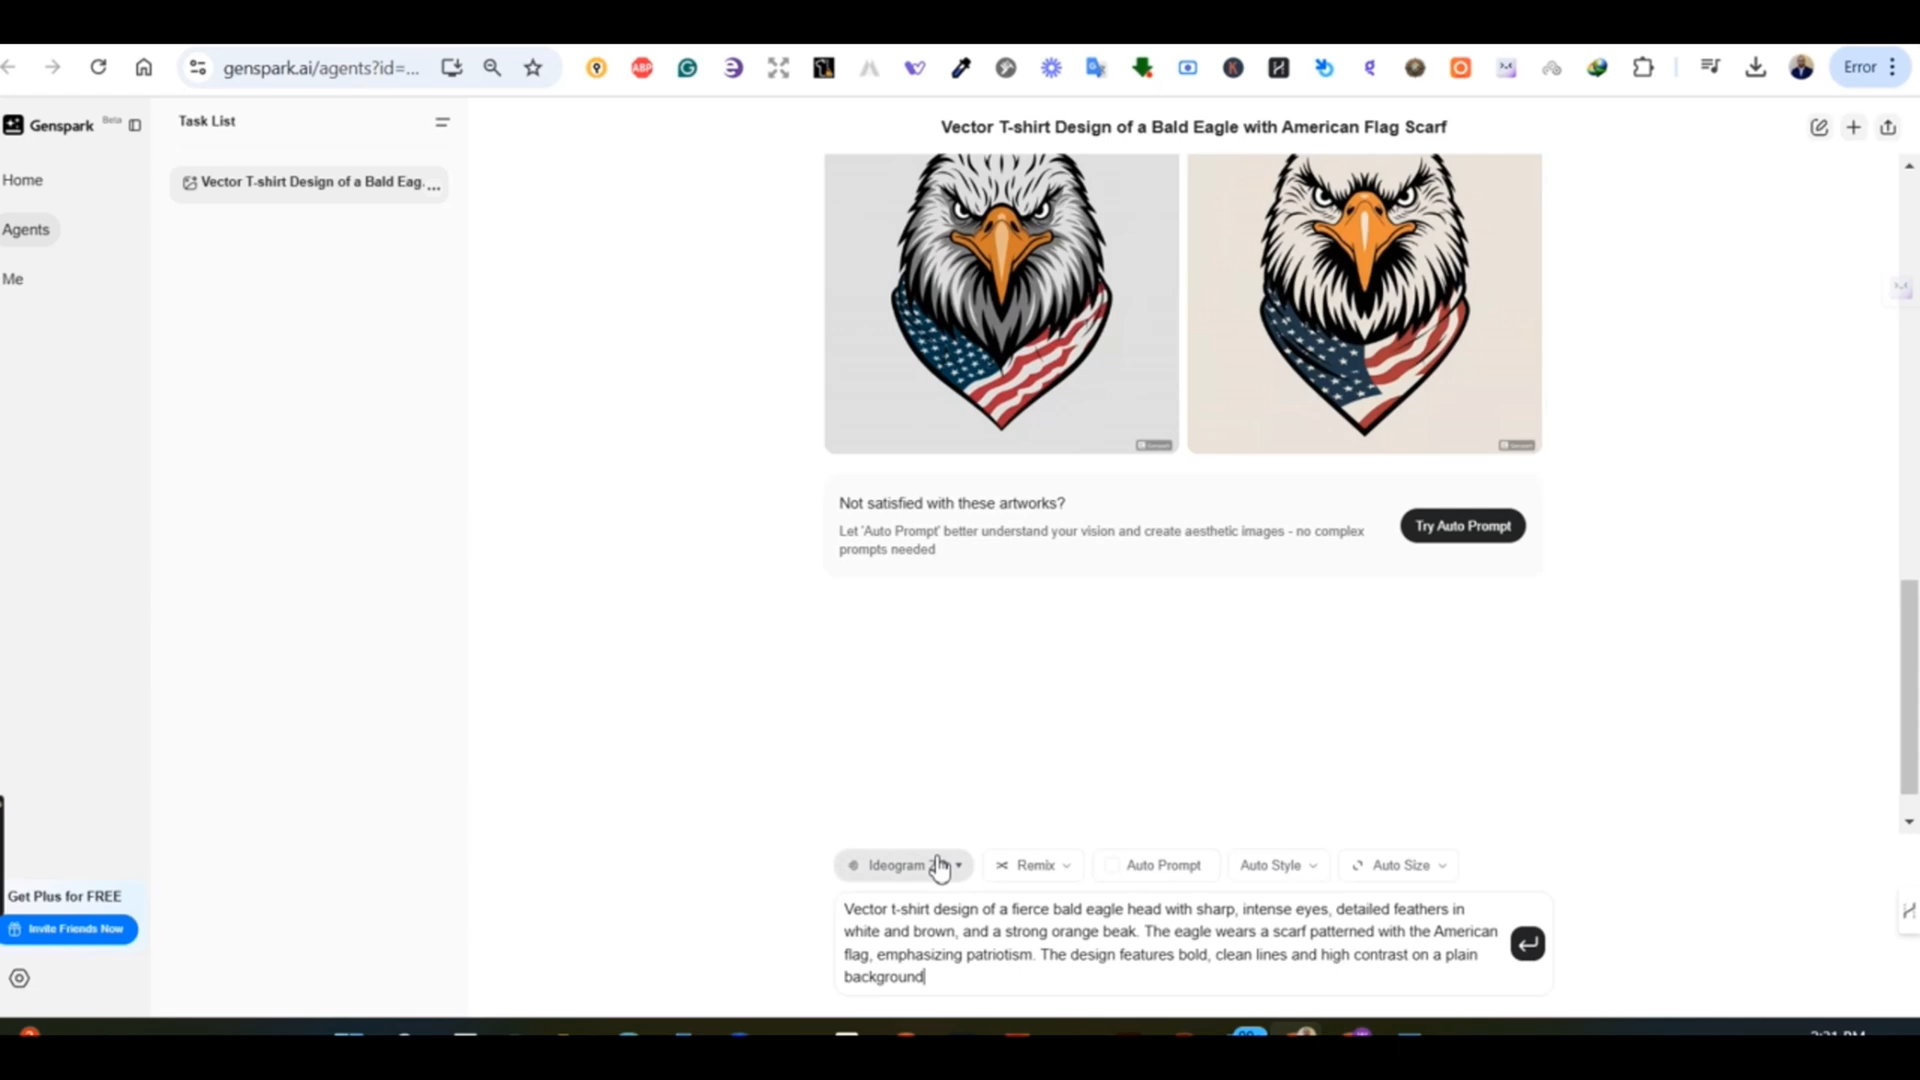 genspark.ai/agents?id=...
ABP
Error
Genspark Beta
Task List
Vector T-shirt Design of a Bald Eagle with American Flag Scarf
Home
Vector T-shirt Design of a Bald Eag. ...
Agents
Me
Not satisfied with these artworks?
Let 'Auto Prompt' better understand your vision and create aesthetic images - no complex
prompts needed
Try Auto Prompt
Ideogram
Remix
Auto Prompt
Auto Style
Auto Size
Get Plus for FREE
Invite Friends Now
Vector t-shirt design of a fierce bald eagle head with sharp, intense eyes, detailed feathers in
white and brown, and a strong orange beak. The eagle wears a scarf patterned with the American
flag, emphasizing patriotism. The design features bold, clean lines and high contrast on a plain
background